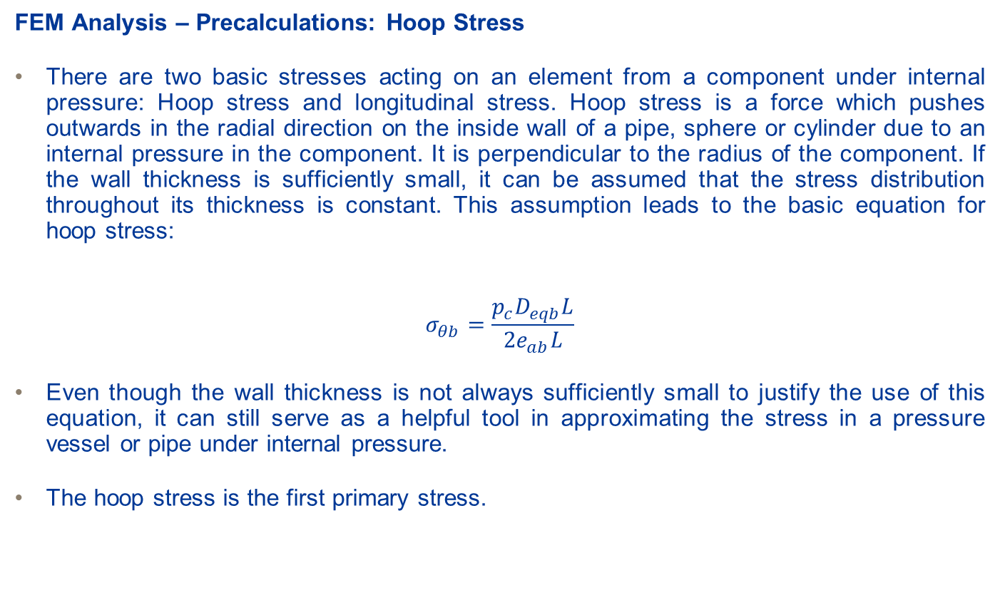 FEM Analysis – Precalculations: Hoop Stress
• There are two basic stresses acting on an element from a component under internal
pressure: Hoop stress and longitudinal stress. Hoop stress is a force which pushes
outwards in the radial direction on the inside wall of a pipe, sphere or cylinder due to an
internal pressure in the component. It is perpendicular to the radius of the component. If
the wall thickness is sufficiently small, it can be assumed that the stress distribution
throughout its thickness is constant. This assumption leads to the basic equation for
hoop stress:
σ_{θb} = \frac{p_c D_{eqb} L}{2e_{ab} L}
• Even though the wall thickness is not always sufficiently small to justify the use of this
equation, it can still serve as a helpful tool in approximating the stress in a pressure
vessel or pipe under internal pressure.
• The hoop stress is the first primary stress.